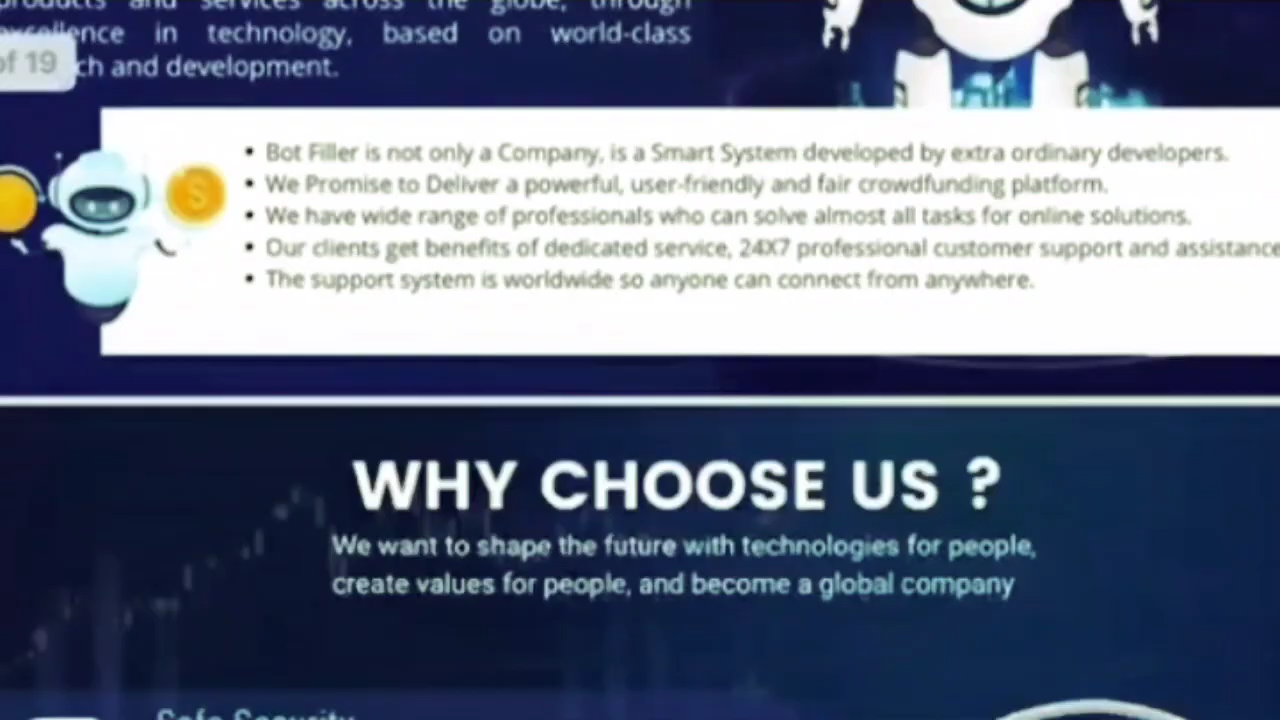 products and services across the globe, through
excellence in technology, based on world-class
of 19
ch and development.
• Bot Filler is not only a Company, is a Smart System developed by extra ordinary developers.
• We Promise to Deliver a powerful, user-friendly and fair crowdfunding platform.
• We have wide range of professionals who can solve almost all tasks for online solutions.
• Our clients get benefits of dedicated service, 24X7 professional customer support and assistance
• The support system is worldwide so anyone can connect from anywhere.
WHY CHOOSE US ?
We want to shape the future with technologies for people,
create values for people, and become a global company
Safe Security